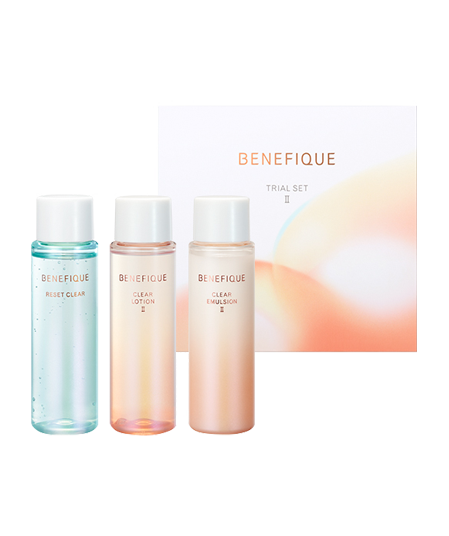 BENEFIQUE
TRIAL SET
II
BENEFIQUE
RESET CLEAR
BENEFIQUE
CLEAR
LOTION
II
BENEFIQUE
CLEAR
EMULSION
II